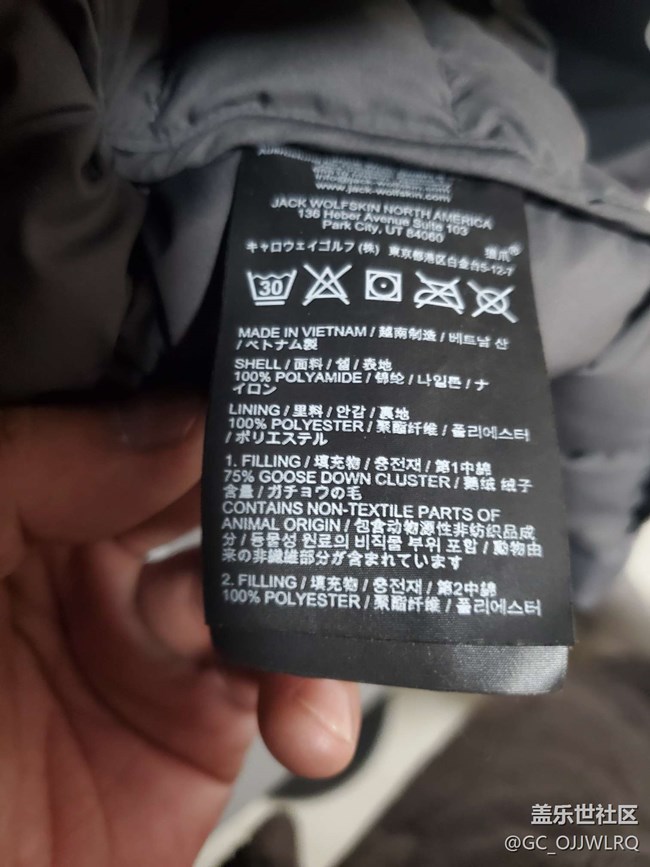 www.jack-wolfskin.com
JACK WOLFSKIN NORTH AMERICA
136 Heber Avenue Suite 103
Park City, UT 84060
狼爪®
キャロウェイゴルフ (株) 東京都港区白金台5-12-7
30
MADE IN VIETNAM / 越南制造 / 베트남 산
/ ベトナム製
SHELL / 面料 / 쉘 / 表地
100% POLYAMIDE / 锦纶 / 나일론 / ナ
イロン
LINING / 里料 / 안감 / 裏地
100% POLYESTER / 聚酯纤维 / 폴리에스터
/ ポリエステル
1. FILLING / 填充物 / 충전재 / 第1中綿
75% GOOSE DOWN CLUSTER / 鹅绒 绒子
含量 / ガチョウの毛
CONTAINS NON-TEXTILE PARTS OF
ANIMAL ORIGIN / 包含动物源性非纺织品成
分 / 동물성 원료의 비직물 부위 포함 / 動物由
来の非繊維部分が含まれています
2. FILLING / 填充物 / 충전재 / 第2中綿
100% POLYESTER / 聚酯纤维 / 폴리에스터
盖乐世社区
@GC_OJJWLRQ